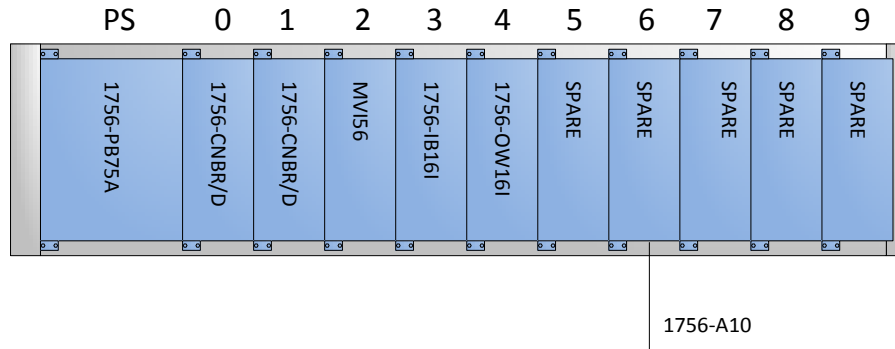 PS 0 1 2 3 4 5 6 7 8 9
1756-PB75A
1756-CNBR/D
1756-CNBR/D
MVI56
1756-IB16I
1756-OW16I
SPARE
SPARE
SPARE
SPARE
SPARE
1756-A10